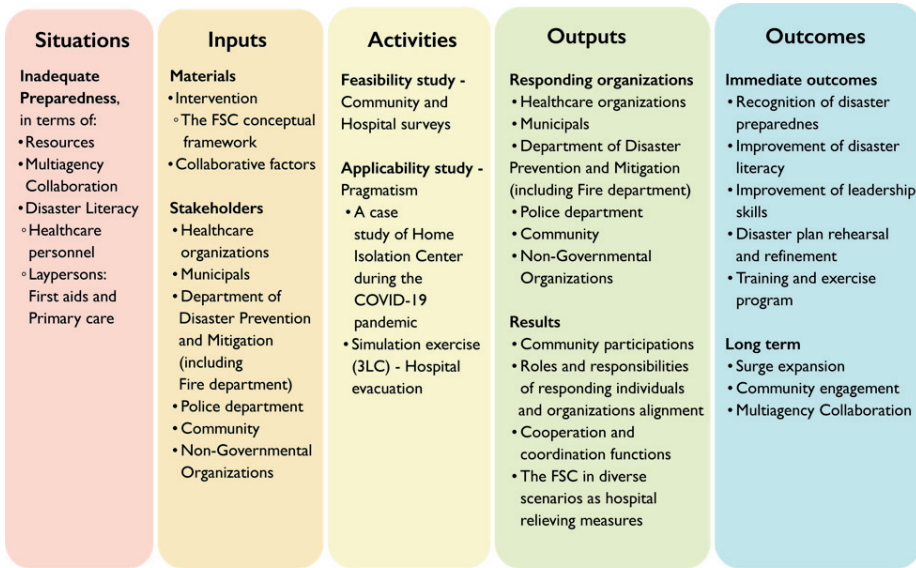 Situations
Inadequate
Preparedness,
in terms of:
• Resources
• Multiagency
Collaboration
• Disaster Literacy
◦ Healthcare
personnel
◦ Laypersons:
First aids and
Primary care
Inputs
Materials
• Intervention
◦ The FSC conceptual
framework
• Collaborative factors
Stakeholders
• Healthcare
organizations
• Municipals
• Department of
Disaster Prevention
and Mitigation
(including
Fire department)
• Police department
• Community
• Non-Governmental
Organizations
Activities
Feasibility study -
Community and
Hospital surveys
Applicability study -
Pragmatism
• A case
study of Home
Isolation Center
during the
COVID-19
pandemic
• Simulation exercise
(3LC) - Hospital
evacuation
Outputs
Responding organizations
• Healthcare organizations
• Municipals
• Department of Disaster
Prevention and Mitigation
(including Fire department)
• Police department
• Community
• Non-Governmental
Organizations
Results
• Community participations
• Roles and responsibilities
of responding individuals
and organizations alignment
• Cooperation and
coordination functions
• The FSC in diverse
scenarios as hospital
relieving measures
Outcomes
Immediate outcomes
• Recognition of disaster
preparednes
• Improvement of disaster
literacy
• Improvement of leadership
skills
• Disaster plan rehearsal
and refinement
• Training and exercise
program
Long term
• Surge expansion
• Community engagement
• Multiagency Collaboration